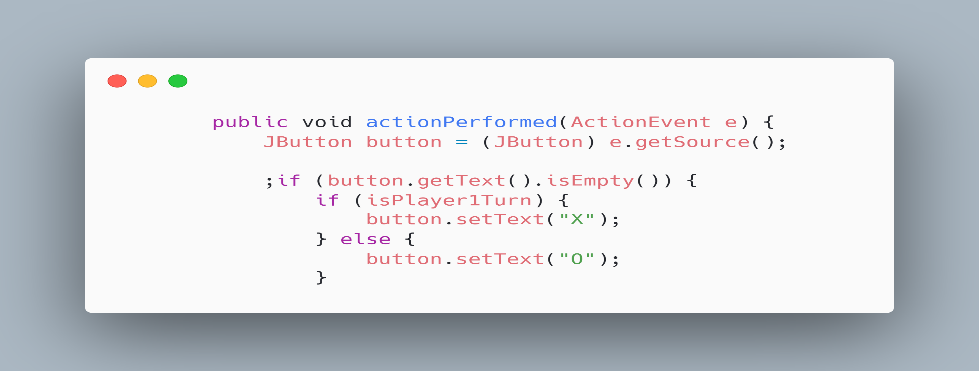 public void actionPerformed(ActionEvent e) {
JButton button = (JButton) e.getSource();
;if (button.getText().isEmpty()) {
if (isPlayer1Turn) {
button.setText("X");
} else {
button.setText("O");
}